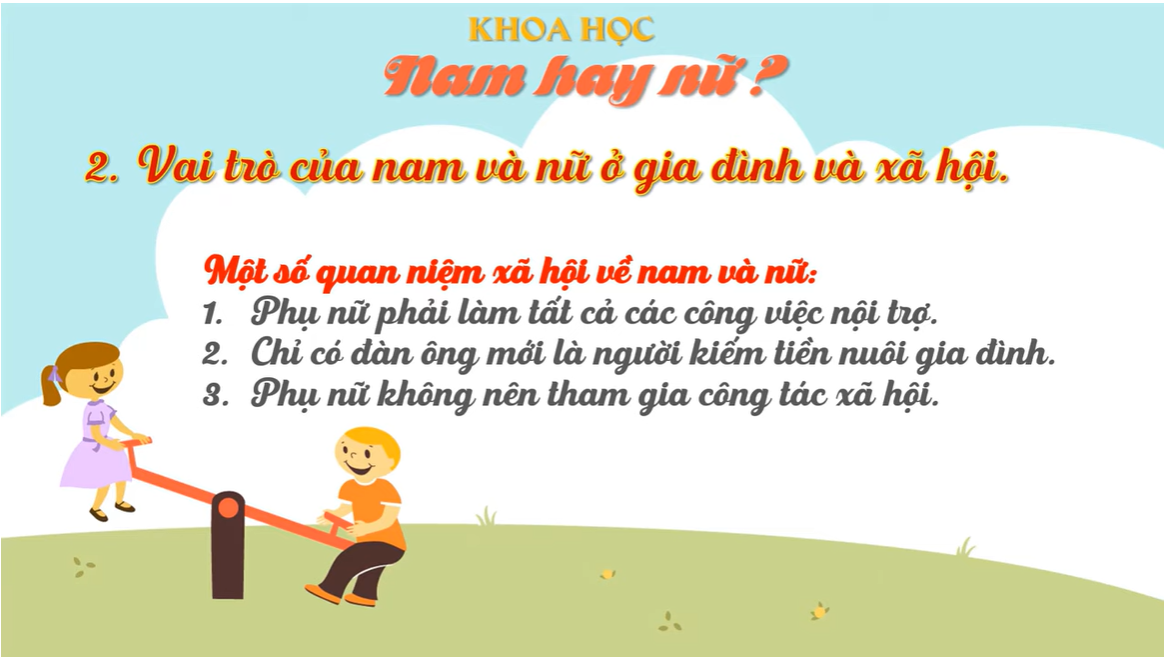 KHOA HỌC
Nam hay nữ?
2. Vai trò của nam và nữ ở gia đình và xã hội.
Một số quan niệm xã hội về nam và nữ:
1. Phụ nữ phải làm tất cả các công việc nội trợ.
2. Chỉ có đàn ông mới là người kiếm tiền nuôi gia đình.
3. Phụ nữ không nên tham gia công tác xã hội.